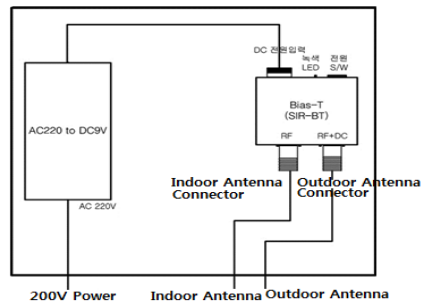 DC 전원입력
녹색 전원
LED S/W
AC220 to DC9V
Bias-T
(SIR-BT)
RF RF+DC
Indoor Antenna Outdoor Antenna
Connector Connector
AC 220V
200V Power Indoor Antenna Outdoor Antenna